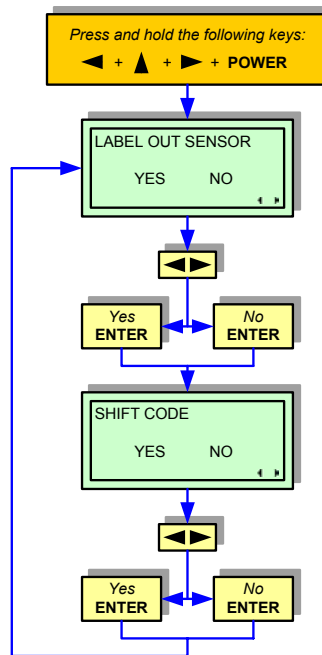 Press and hold the following keys:
◄ + ▲ + ► + POWER
LABEL OUT SENSOR
YES NO
Yes No
ENTER ENTER
SHIFT CODE
YES NO
Yes No
ENTER ENTER